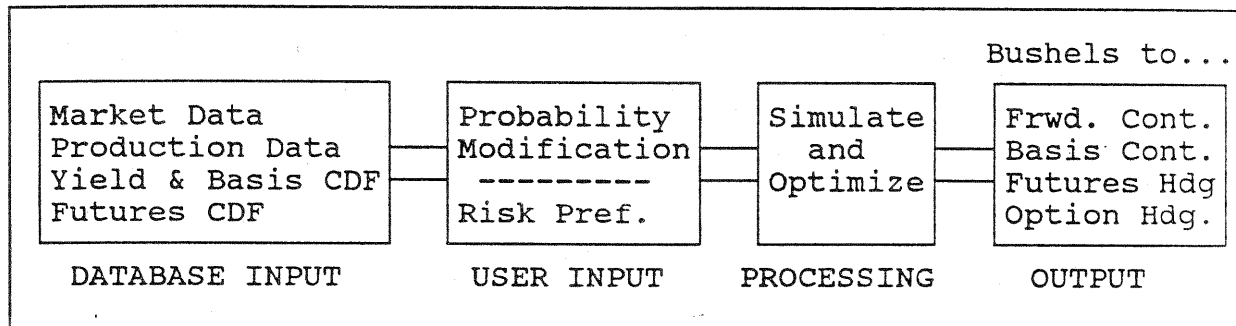 Bushels to...
Market Data
Production Data
Yield & Basis CDF
Futures CDF
Probability
Modification
---------
Risk Pref.
Simulate
and
Optimize
Frwd. Cont.
Basis Cont.
Futures Hdg
Option Hdg.
DATABASE INPUT
USER INPUT
PROCESSING
OUTPUT